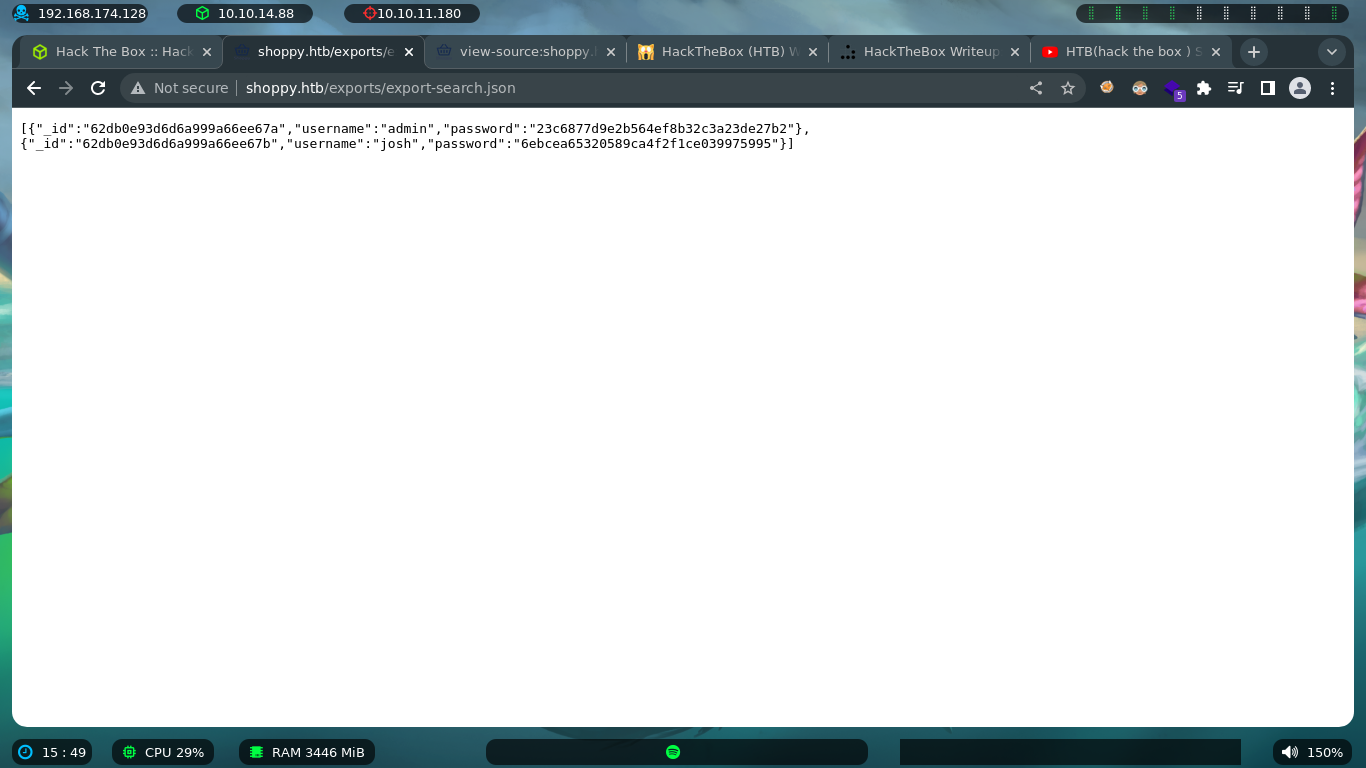 192.168.174.128 10.10.14.88 10.10.11.180
Hack The Box :: Hack shoppy.htb/exports/e view-source:shoppy. HackTheBox (HTB) W HackTheBox Writeup HTB(hack the box ) S
Not secure shoppy.htb/exports/export-search.json 5
[{"_id":"62db0e93d6d6a999a66ee67a","username":"admin","password":"23c6877d9e2b564ef8b32c3a23de27b2"},
{"_id":"62db0e93d6d6a999a66ee67b","username":"josh","password":"6ebcea65320589ca4f2f1ce039975995"}]
15 : 49 CPU 29% RAM 3446 MiB 150%